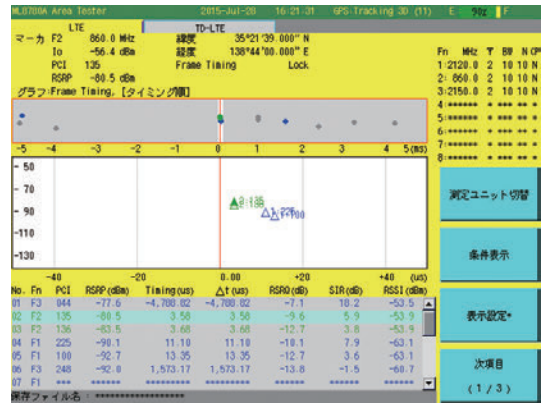 ML8780A Area Tester 2015-Jul-20 16:21:31 GPS Tracking 3D (11) E 90% F
LTE TD-LTE
マーカ F2 860.0 MHz 緯度 35°21'39.000" N
Io -56.4 dBm 経度 138°44'00.000" E
PCI 135 Frame Timing Lock
RSRP -80.5 dBm
グラフ:Frame Timing, [タイミング順]
Fn MHz T BW N CP
1:2120.0 2 10 10 N
2: 860.0 2 10 10 N
3:2150.0 2 10 10 N
4:****** * *** ** *
5:****** * *** ** *
6:****** * *** ** *
7:****** * *** ** *
8:****** * *** ** *
-5 -4 -3 -2 -1 0 1 2 3 4 5(ms)
- 50
- 70
- 90
-110
-130
-40 -20 0.00 +20 +40 (us)
No. Fn PCI RSRP(dBm) Timing(us) △t(us) RSRQ(dB) SIR(dB) RSSI(dBm)
01 F3 044 -77.6 -4,788.82 -4,788.82 -7.1 18.2 -53.5
02 F2 135 -80.5 3.58 3.58 -9.6 5.9 -53.9
03 F2 136 -83.5 3.68 3.68 -12.7 3.8 -53.9
04 F1 225 -90.1 11.10 11.10 -10.1 7.9 -63.1
05 F1 100 -92.7 13.35 13.35 -12.7 3.6 -63.1
06 F3 248 -92.0 1,573.17 1,573.17 -13.8 -1.5 -60.7
07 F1 *** ***** ********* ********* ***** ***** *****
保存ファイル名 : ******************
測定ユニット切替
条件表示
表示設定*
次項目
(1/3)